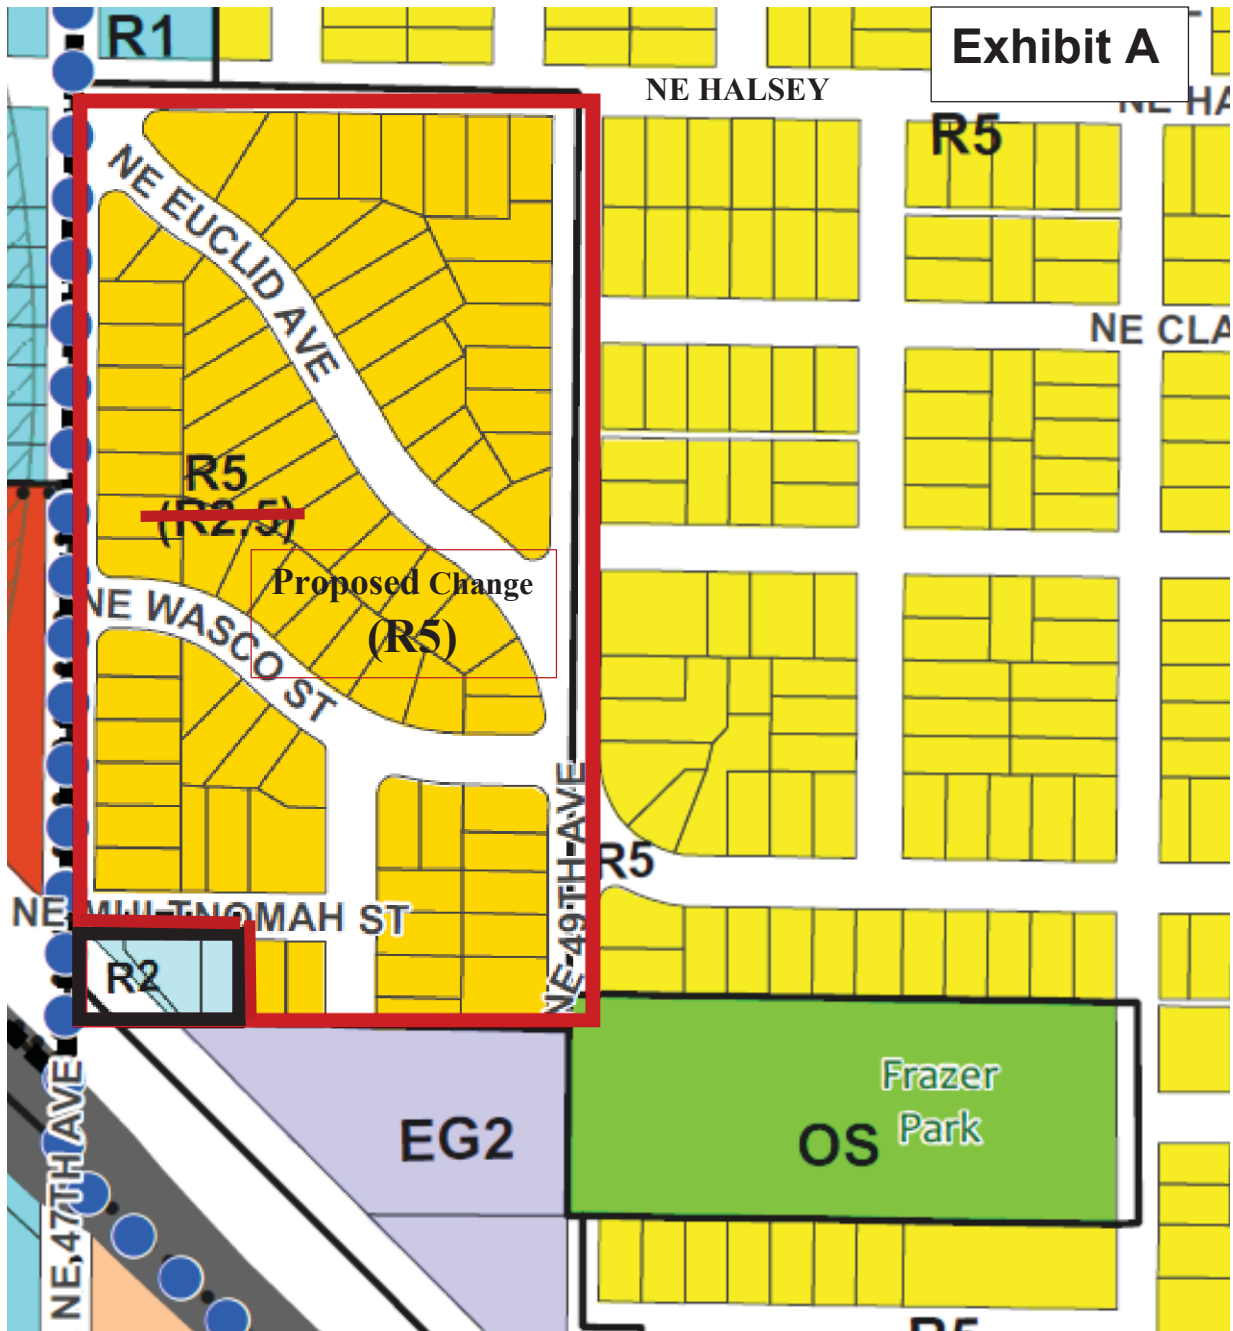 R1
Exhibit A
NE HALSEY
NE HA
R5
NE EUCLID AVE
NE CLA
R5
(R2.5)
Proposed Change
(R5)
NE WASCO ST
NE 49TH AVE
R5
NE MULTNOMAH ST
R2
Frazer
Park
EG2
OS
NE 47TH AVE
R5